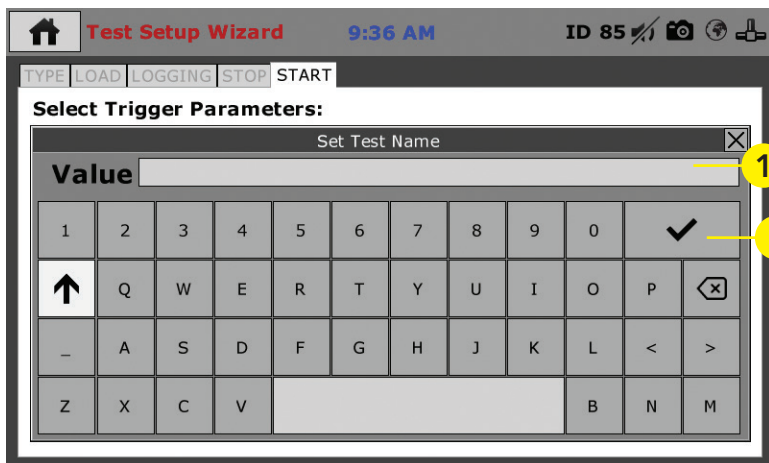 Test Setup Wizard 9:36 AM ID 85
TYPE LOAD LOGGING STOP START
Select Trigger Parameters:
Set Test Name
Value
1
1 2 3 4 5 6 7 8 9 0
Q W E R T Y U I O P
_ A S D F G H J K L < >
Z X C V B N M